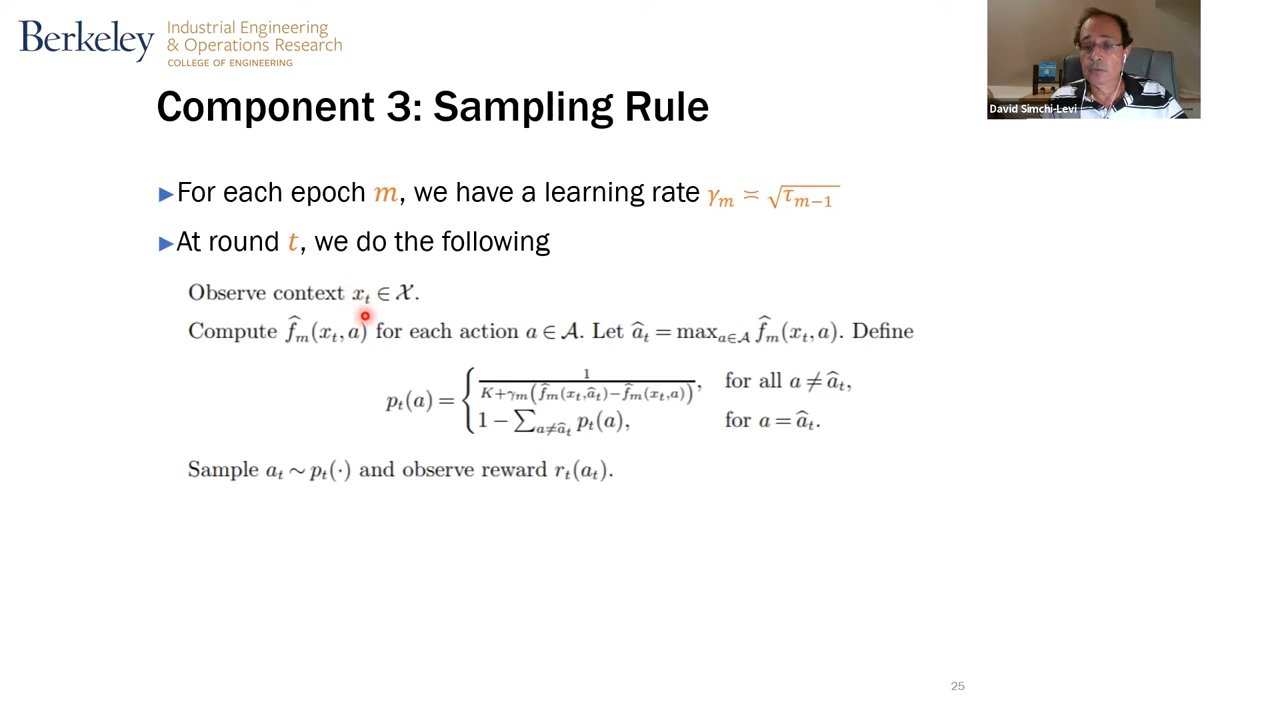 Berkeley
Industrial Engineering
& Operations Research
COLLEGE OF ENGINEERING
David Simchi-Levi
Component 3: Sampling Rule
►For each epoch m, we have a learning rate γ_m ≍ √τ_{m−1}
►At round t, we do the following
Observe context x_t ∈ 𝒳.
Compute f̂_m(x_t, a) for each action a ∈ 𝒜. Let â_t = max_{a∈𝒜} f̂_m(x_t, a). Define
p_t(a) = { 1 / (K+γ_m(f̂_m(x_t,â_t)−f̂_m(x_t,a))), for all a ≠ â_t,
1 − ∑_{a≠â_t} p_t(a), for a = â_t.
Sample a_t ∼ p_t(·) and observe reward r_t(a_t).
25